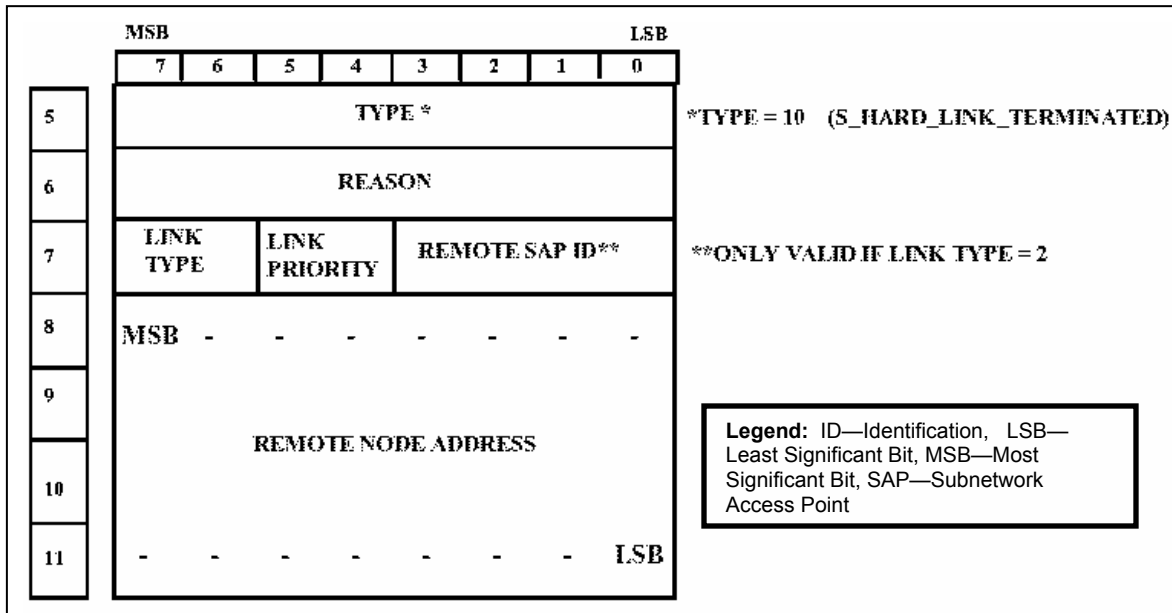 MSB LSB
7 6 5 4 3 2 1 0
5 TYPE * *TYPE = 10 (S_HARD_LINK_TERMINATED)
6 REASON
7 LINK TYPE LINK PRIORITY REMOTE SAP ID** **ONLY VALID IF LINK TYPE = 2
8 MSB - - - - - - -
9
REMOTE NODE ADDRESS
10
11 - - - - - - - LSB
Legend: ID—Identification, LSB—
Least Significant Bit, MSB—Most
Significant Bit, SAP—Subnetwork
Access Point